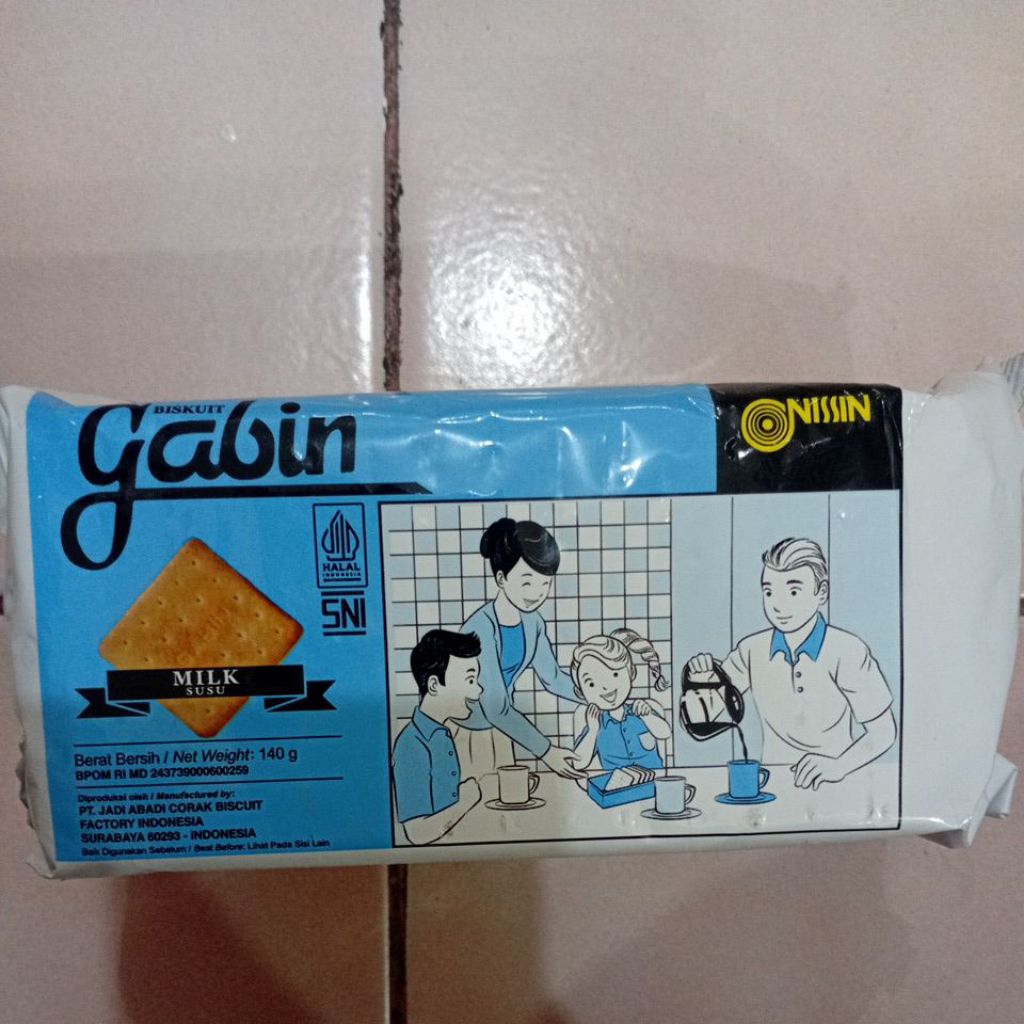 BISKUIT
gabin
NISSIN
HALAL
INDONESIA
SNI
MILK
SUSU
Berat Bersih / Net Weight: 140 g
BPOM RI MD 243739000600259
Diproduksi oleh / Manufactured by:
PT. JADI ABADI CORAK BISCUIT
FACTORY INDONESIA
SURABAYA 60293 - INDONESIA
Baik Digunakan Sebelum / Best Before: Lihat Pada Sisi Lain